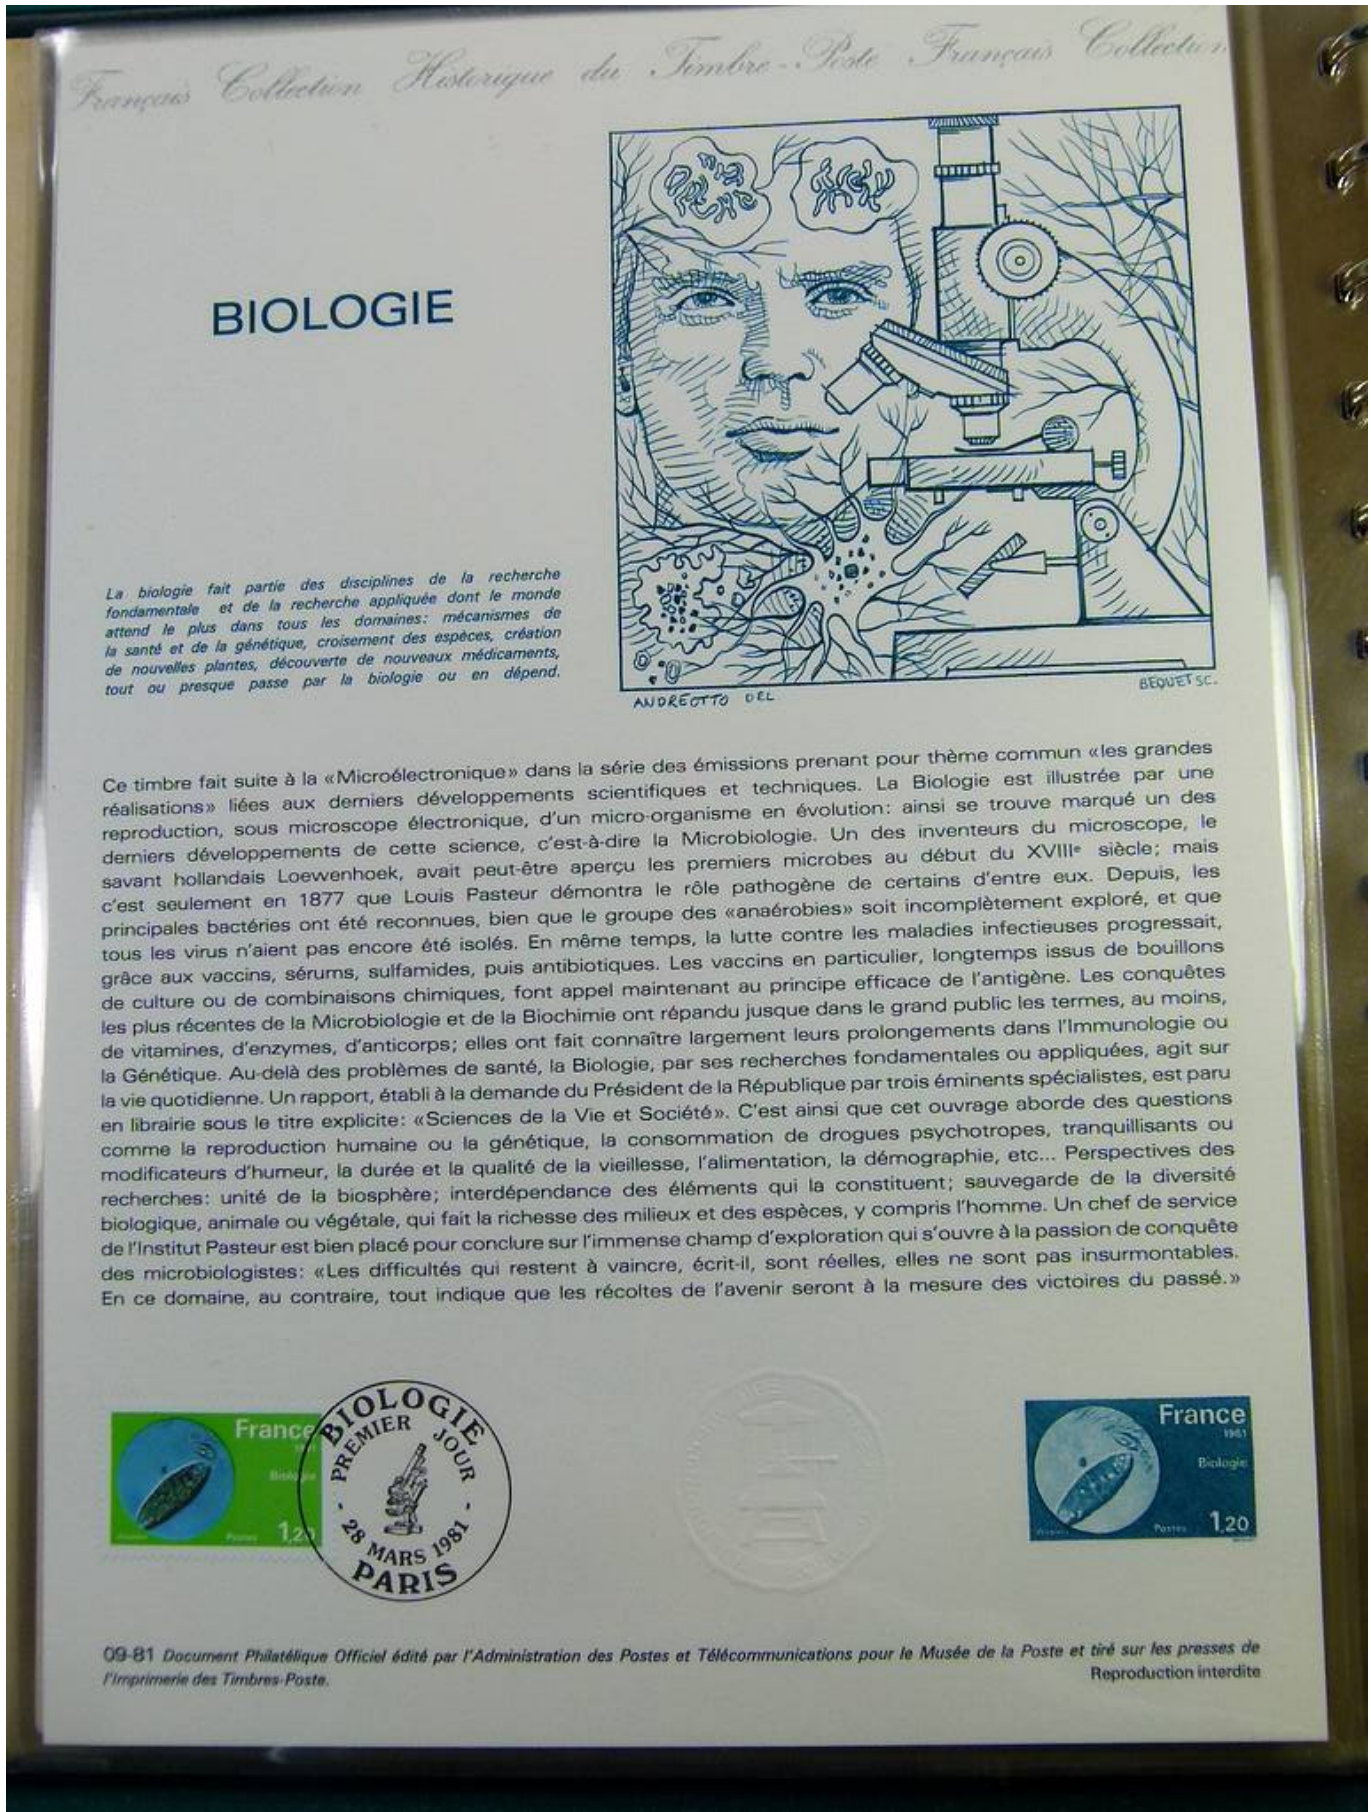 Français Collection Historique du Timbre-Poste Français Collection
BIOLOGIE
La biologie fait partie des disciplines de la recherche
fondamentale et de la recherche appliquée dont le monde
attend le plus dans tous les domaines: mécanismes de
la santé et de la génétique, croisement des espèces, création
de nouvelles plantes, découverte de nouveaux médicaments,
tout ou presque passe par la biologie ou en dépend.
ANDRÉOTTO DEL
BEQUET SC.
Ce timbre fait suite à la «Microélectronique» dans la série des émissions prenant pour thème commun «les grandes
réalisations» liées aux derniers développements scientifiques et techniques. La Biologie est illustrée par une
reproduction, sous microscope électronique, d'un micro-organisme en évolution: ainsi se trouve marqué un des
derniers développements de cette science, c'est-à-dire la Microbiologie. Un des inventeurs du microscope, le
savant hollandais Loewenhoek, avait peut-être aperçu les premiers microbes au début du XVIIIe siècle; mais
c'est seulement en 1877 que Louis Pasteur démontra le rôle pathogène de certains d'entre eux. Depuis, les
principales bactéries ont été reconnues, bien que le groupe des «anaérobies» soit incomplètement exploré, et que
tous les virus n'aient pas encore été isolés. En même temps, la lutte contre les maladies infectieuses progressait,
grâce aux vaccins, sérums, sulfamides, puis antibiotiques. Les vaccins en particulier, longtemps issus de bouillons
de culture ou de combinaisons chimiques, font appel maintenant au principe efficace de l'antigène. Les conquêtes
les plus récentes de la Microbiologie et de la Biochimie ont répandu jusque dans le grand public les termes, au moins,
de vitamines, d'enzymes, d'anticorps; elles ont fait connaître largement leurs prolongements dans l'Immunologie ou
la Génétique. Au-delà des problèmes de santé, la Biologie, par ses recherches fondamentales ou appliquées, agit sur
la vie quotidienne. Un rapport, établi à la demande du Président de la République par trois éminents spécialistes, est paru
en librairie sous le titre explicite: «Sciences de la Vie et Société». C'est ainsi que cet ouvrage aborde des questions
comme la reproduction humaine ou la génétique, la consommation de drogues psychotropes, tranquillisants ou
modificateurs d'humeur, la durée et la qualité de la vieillesse, l'alimentation, la démographie, etc... Perspectives des
recherches: unité de la biosphère; interdépendance des éléments qui la constituent; sauvegarde de la diversité
biologique, animale ou végétale, qui fait la richesse des milieux et des espèces, y compris l'homme. Un chef de service
de l'Institut Pasteur est bien placé pour conclure sur l'immense champ d'exploration qui s'ouvre à la passion de conquête
des microbiologistes: «Les difficultés qui restent à vaincre, écrit-il, sont réelles, elles ne sont pas insurmontables.
En ce domaine, au contraire, tout indique que les récoltes de l'avenir seront à la mesure des victoires du passé.»
France
Biologie
Postes 1,20
BIOLOGIE
PREMIER JOUR
28 MARS 1981
PARIS
France
1981
Biologie
Postes 1,20
09-81 Document Philatélique Officiel édité par l'Administration des Postes et Télécommunications pour le Musée de la Poste et tiré sur les presses de
l'Imprimerie des Timbres-Poste.
Reproduction interdite